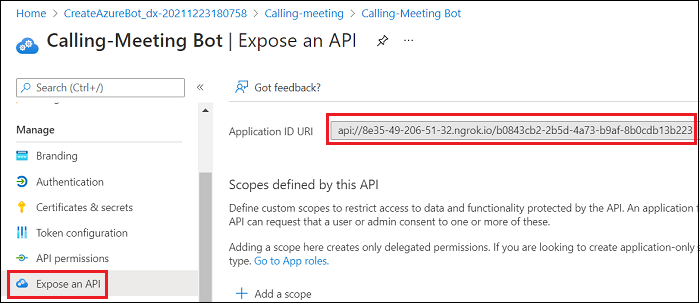 Home > CreateAzureBot_dx-20211223180758 > Calling-meeting > Calling-Meeting Bot
Calling-Meeting Bot | Expose an API
Search (Ctrl+/)
Got feedback?
Manage
Application ID URI
api://8e35-49-206-51-32.ngrok.io/b0843cb2-2b5d-4a73-b9af-8b0cdb13b223
Branding
Authentication
Certificates & secrets
Token configuration
API permissions
Expose an API
Scopes defined by this API
Define custom scopes to restrict access to data and functionality protected by the API. An application t
API can request that a user or admin consent to one or more of these.
Adding a scope here creates only delegated permissions. If you are looking to create application-only s
type. Go to App roles.
Add a scope